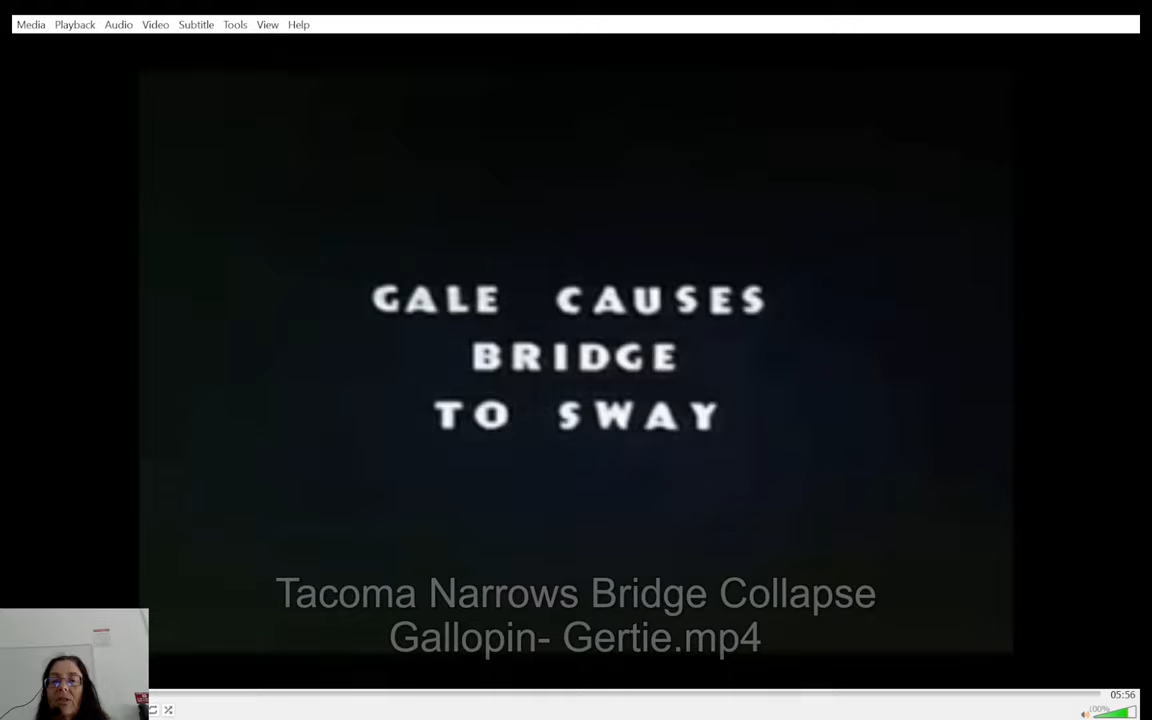 Media Playback Audio Video Subtitle Tools View Help
GALE CAUSES
BRIDGE
TO SWAY
Tacoma Narrows Bridge Collapse
Gallopin- Gertie.mp4
05:56
100%